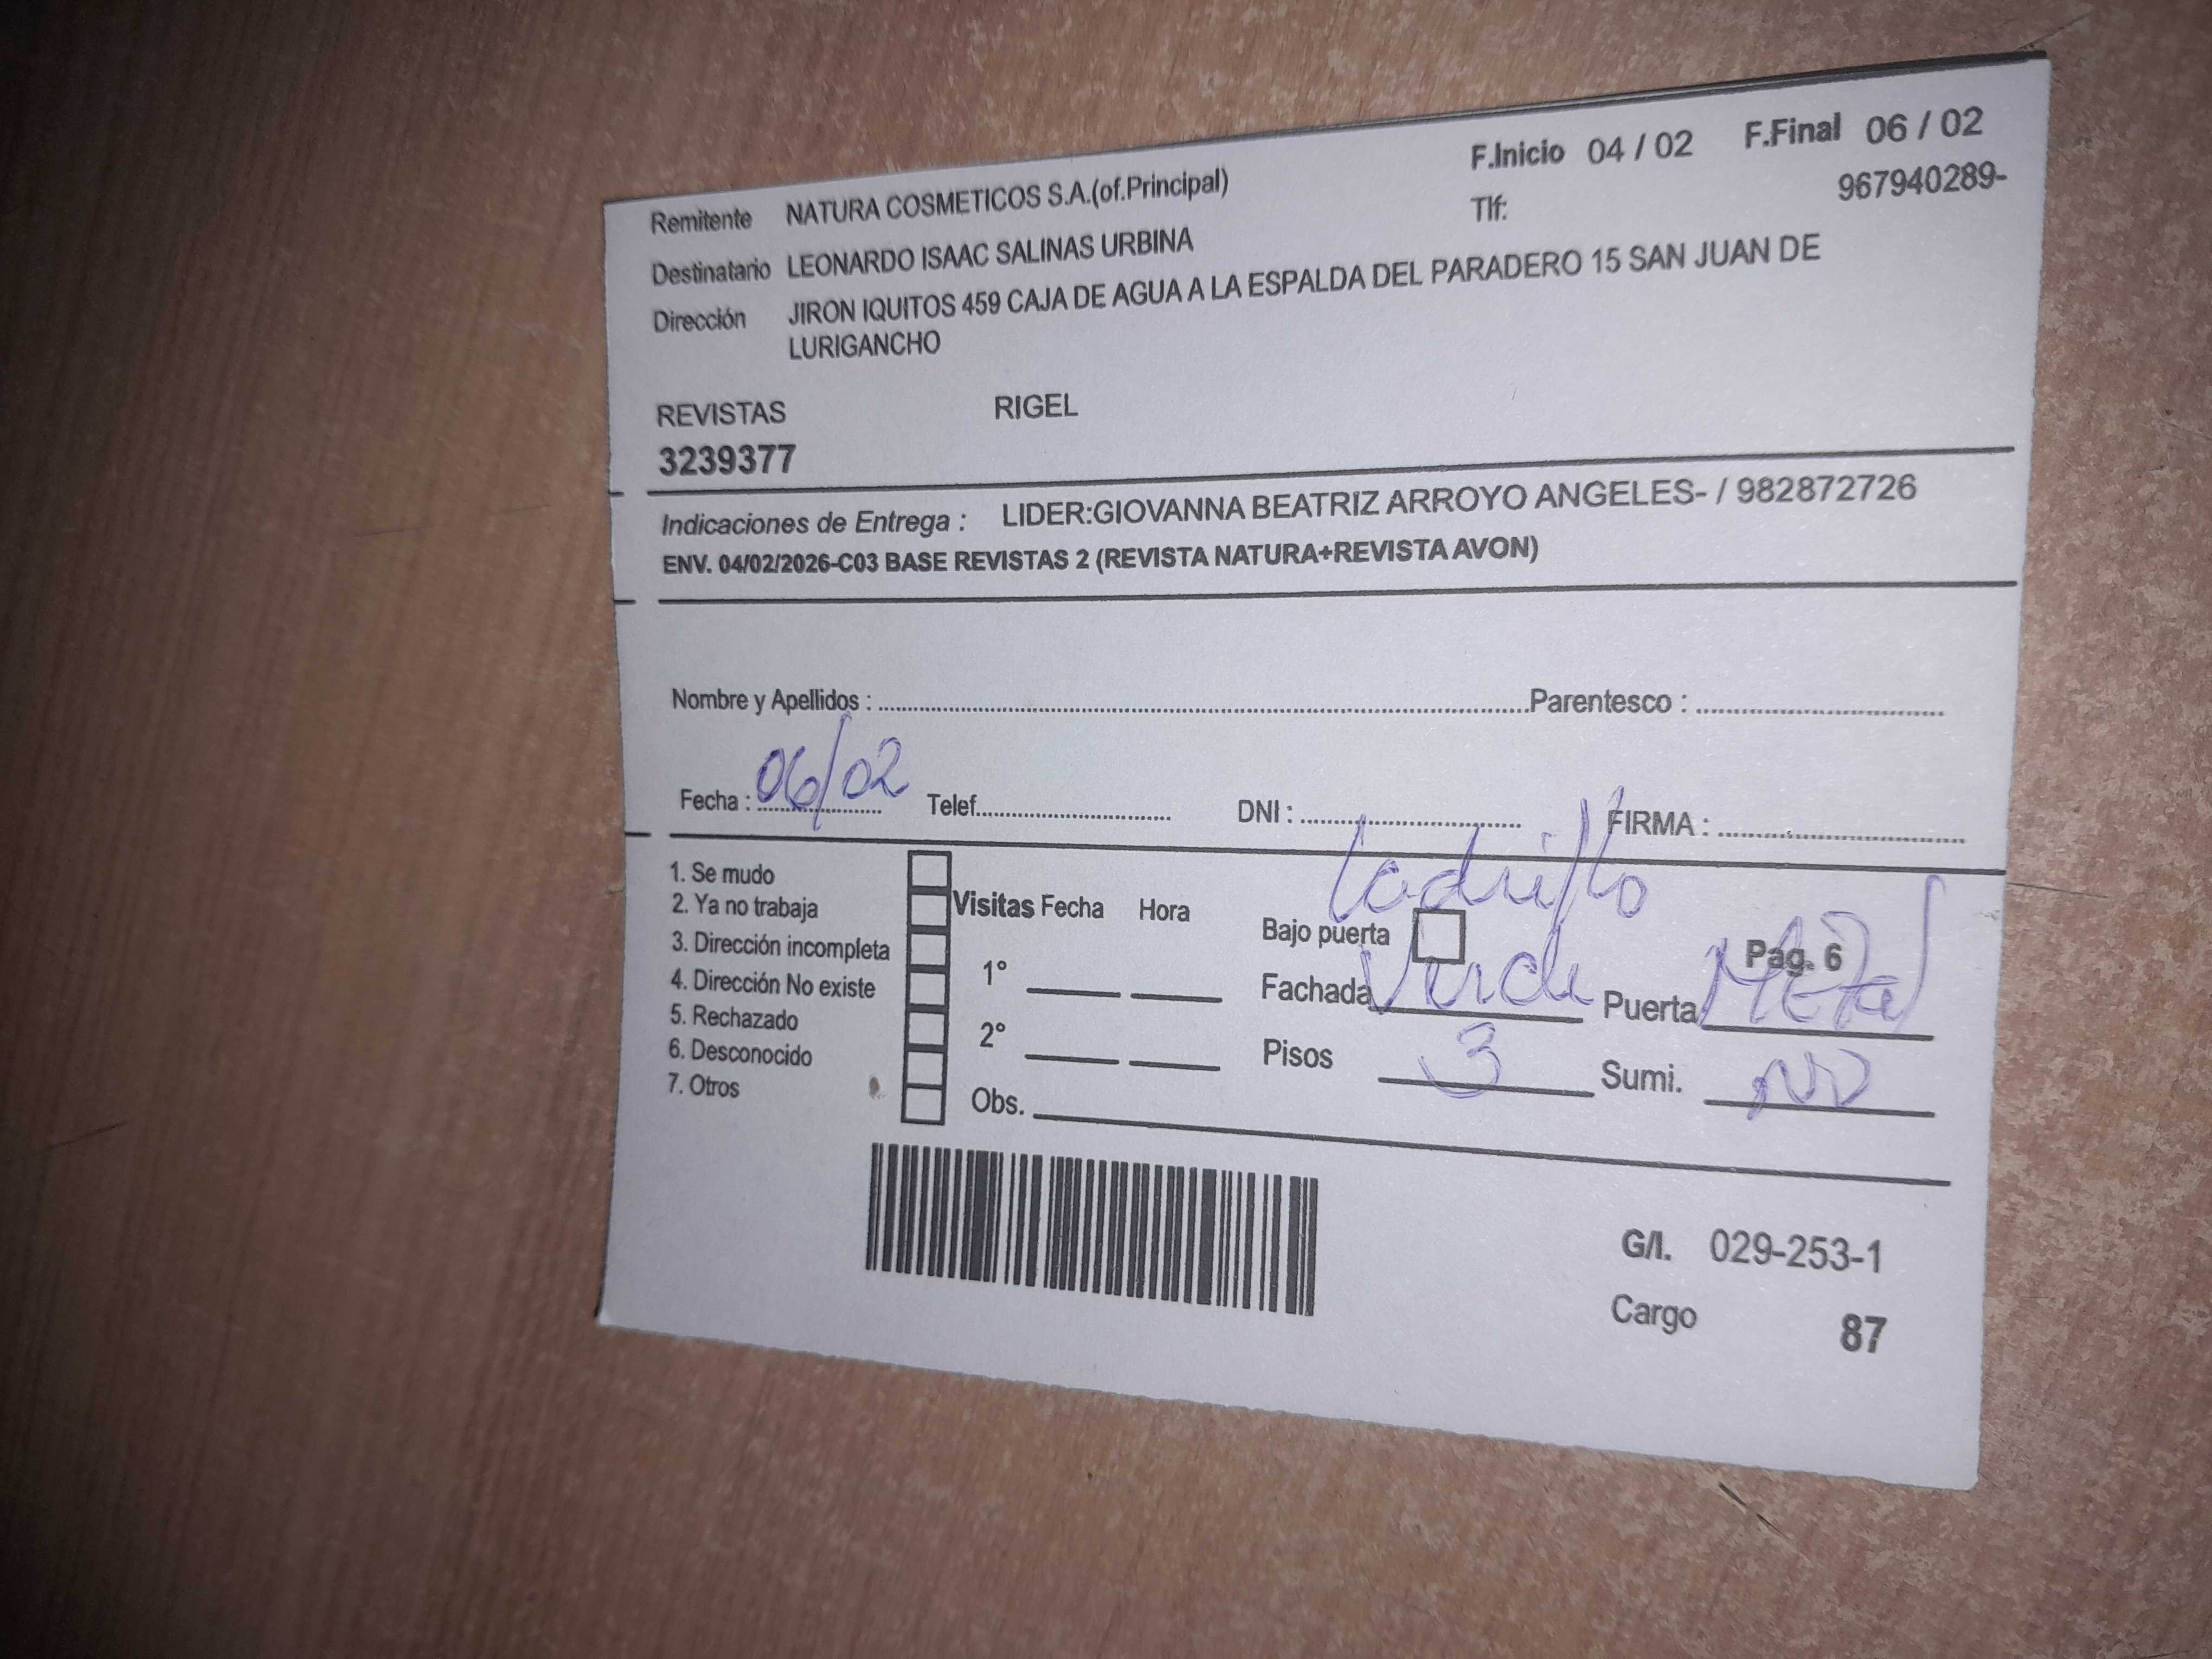 F.Inicio 04 / 02 F.Final 06 / 02
Remitente NATURA COSMETICOS S.A.(of.Principal) Tlf: 967940289-
Destinatario LEONARDO ISAAC SALINAS URBINA
Dirección JIRON IQUITOS 459 CAJA DE AGUA A LA ESPALDA DEL PARADERO 15 SAN JUAN DE
LURIGANCHO
REVISTAS RIGEL
3239377
Indicaciones de Entrega : LIDER:GIOVANNA BEATRIZ ARROYO ANGELES- / 982872726
ENV. 04/02/2026-C03 BASE REVISTAS 2 (REVISTA NATURA+REVISTA AVON)
Nombre y Apellidos : Parentesco :
Fecha : 06/02 Telef. DNI : FIRMA :
1. Se mudo
2. Ya no trabaja
3. Dirección incompleta
4. Dirección No existe
5. Rechazado
6. Desconocido
7. Otros
Visitas Fecha Hora
1°
2°
Obs.
ladrillo
Bajo puerta Pag. 6
Fachada Verde Puerta Metal
Pisos 3 Sumi. ND
G/I. 029-253-1
Cargo 87